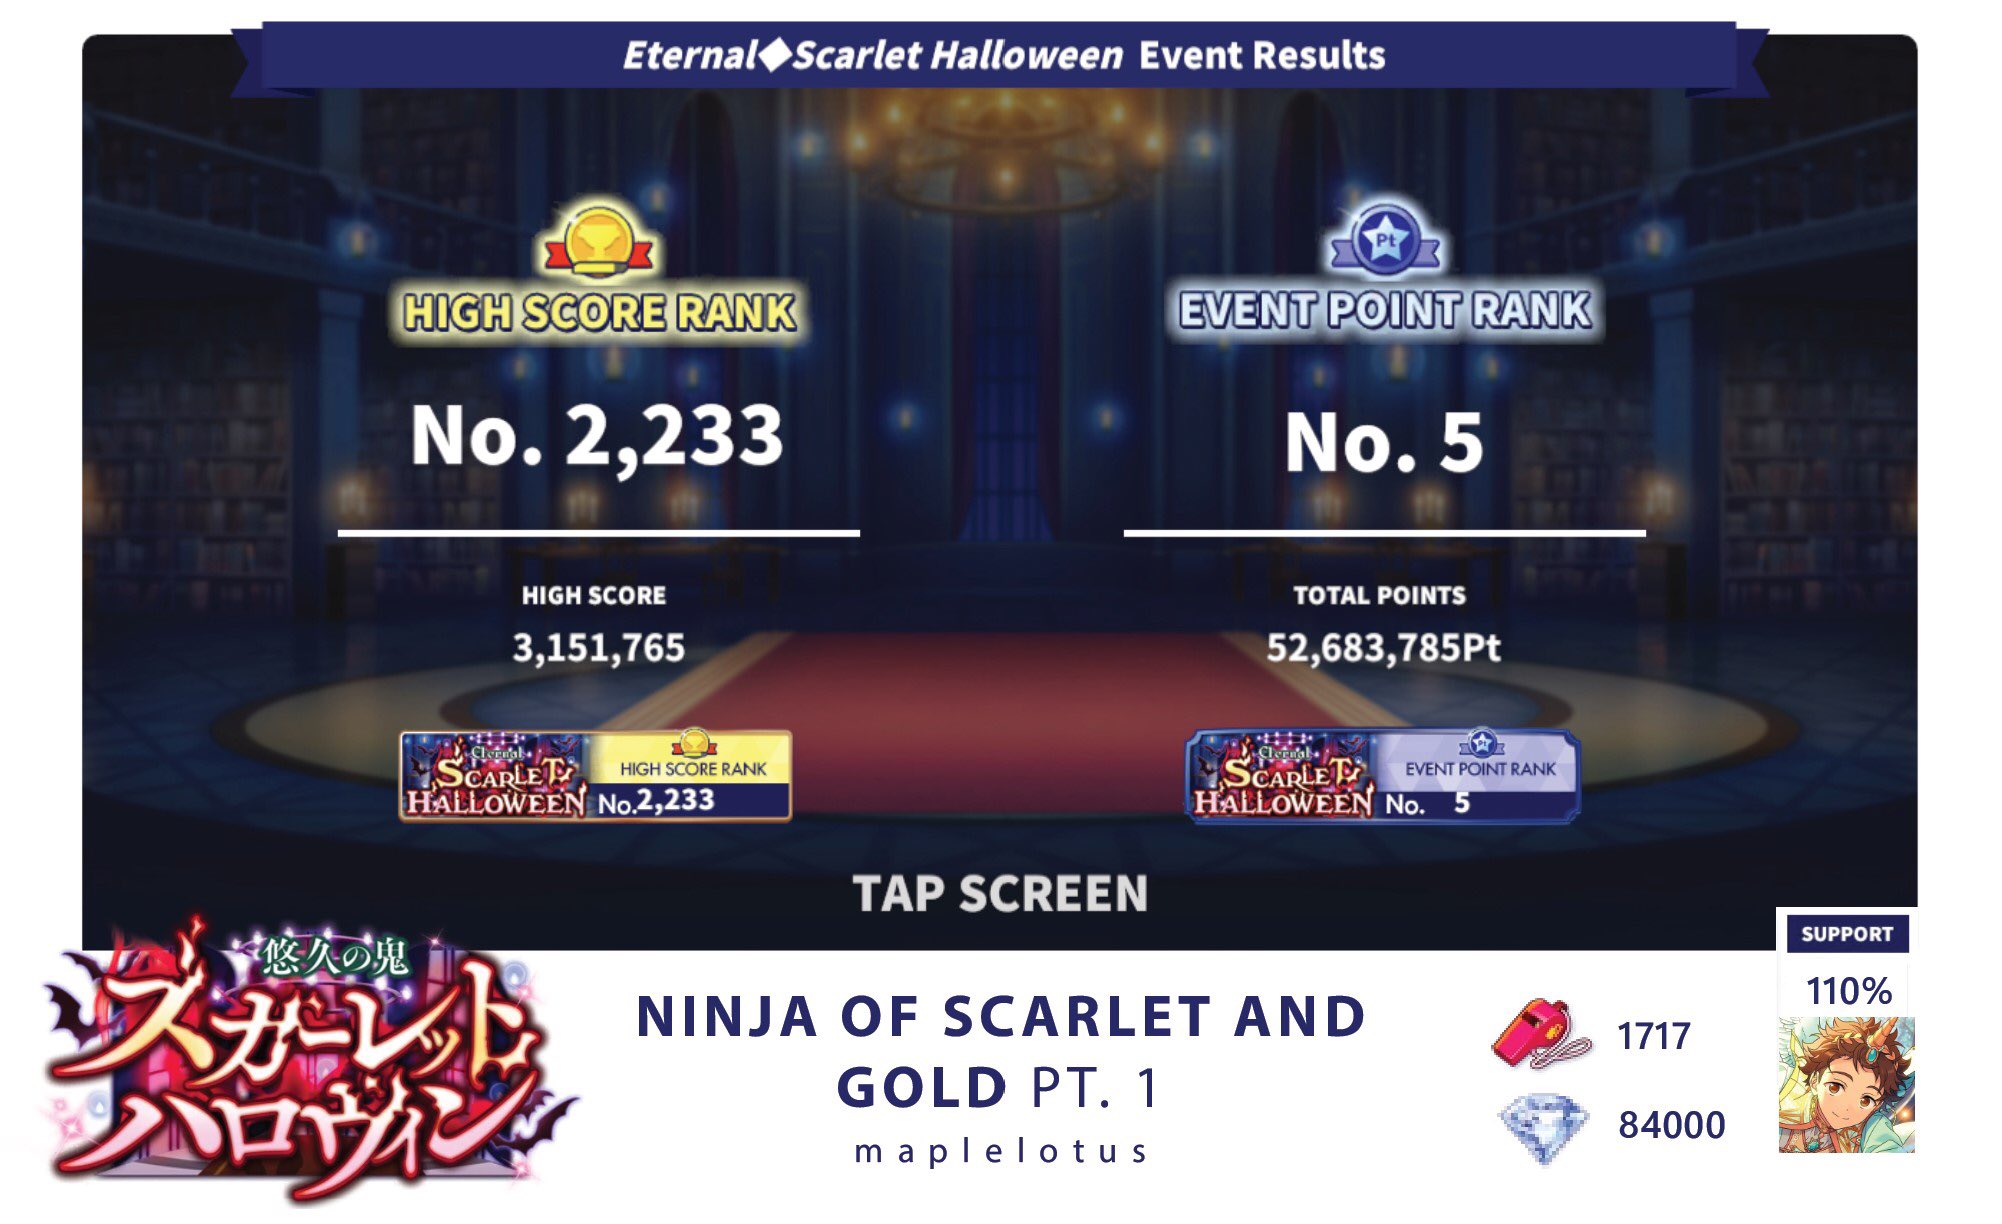 Eternal◆Scarlet Halloween Event Results
HIGH SCORE RANK
No. 2,233
HIGH SCORE
3,151,765
Eternal
SCARLET
HALLOWEEN
HIGH SCORE RANK
No.2,233
Pt
EVENT POINT RANK
No. 5
TOTAL POINTS
52,683,785Pt
Eternal
SCARLET
HALLOWEEN
Pt
EVENT POINT RANK
No. 5
TAP SCREEN
悠久の鬼
スカーレット
ハロウィン
NINJA OF SCARLET AND
GOLD PT. 1
maplelotus
1717
84000
SUPPORT
110%